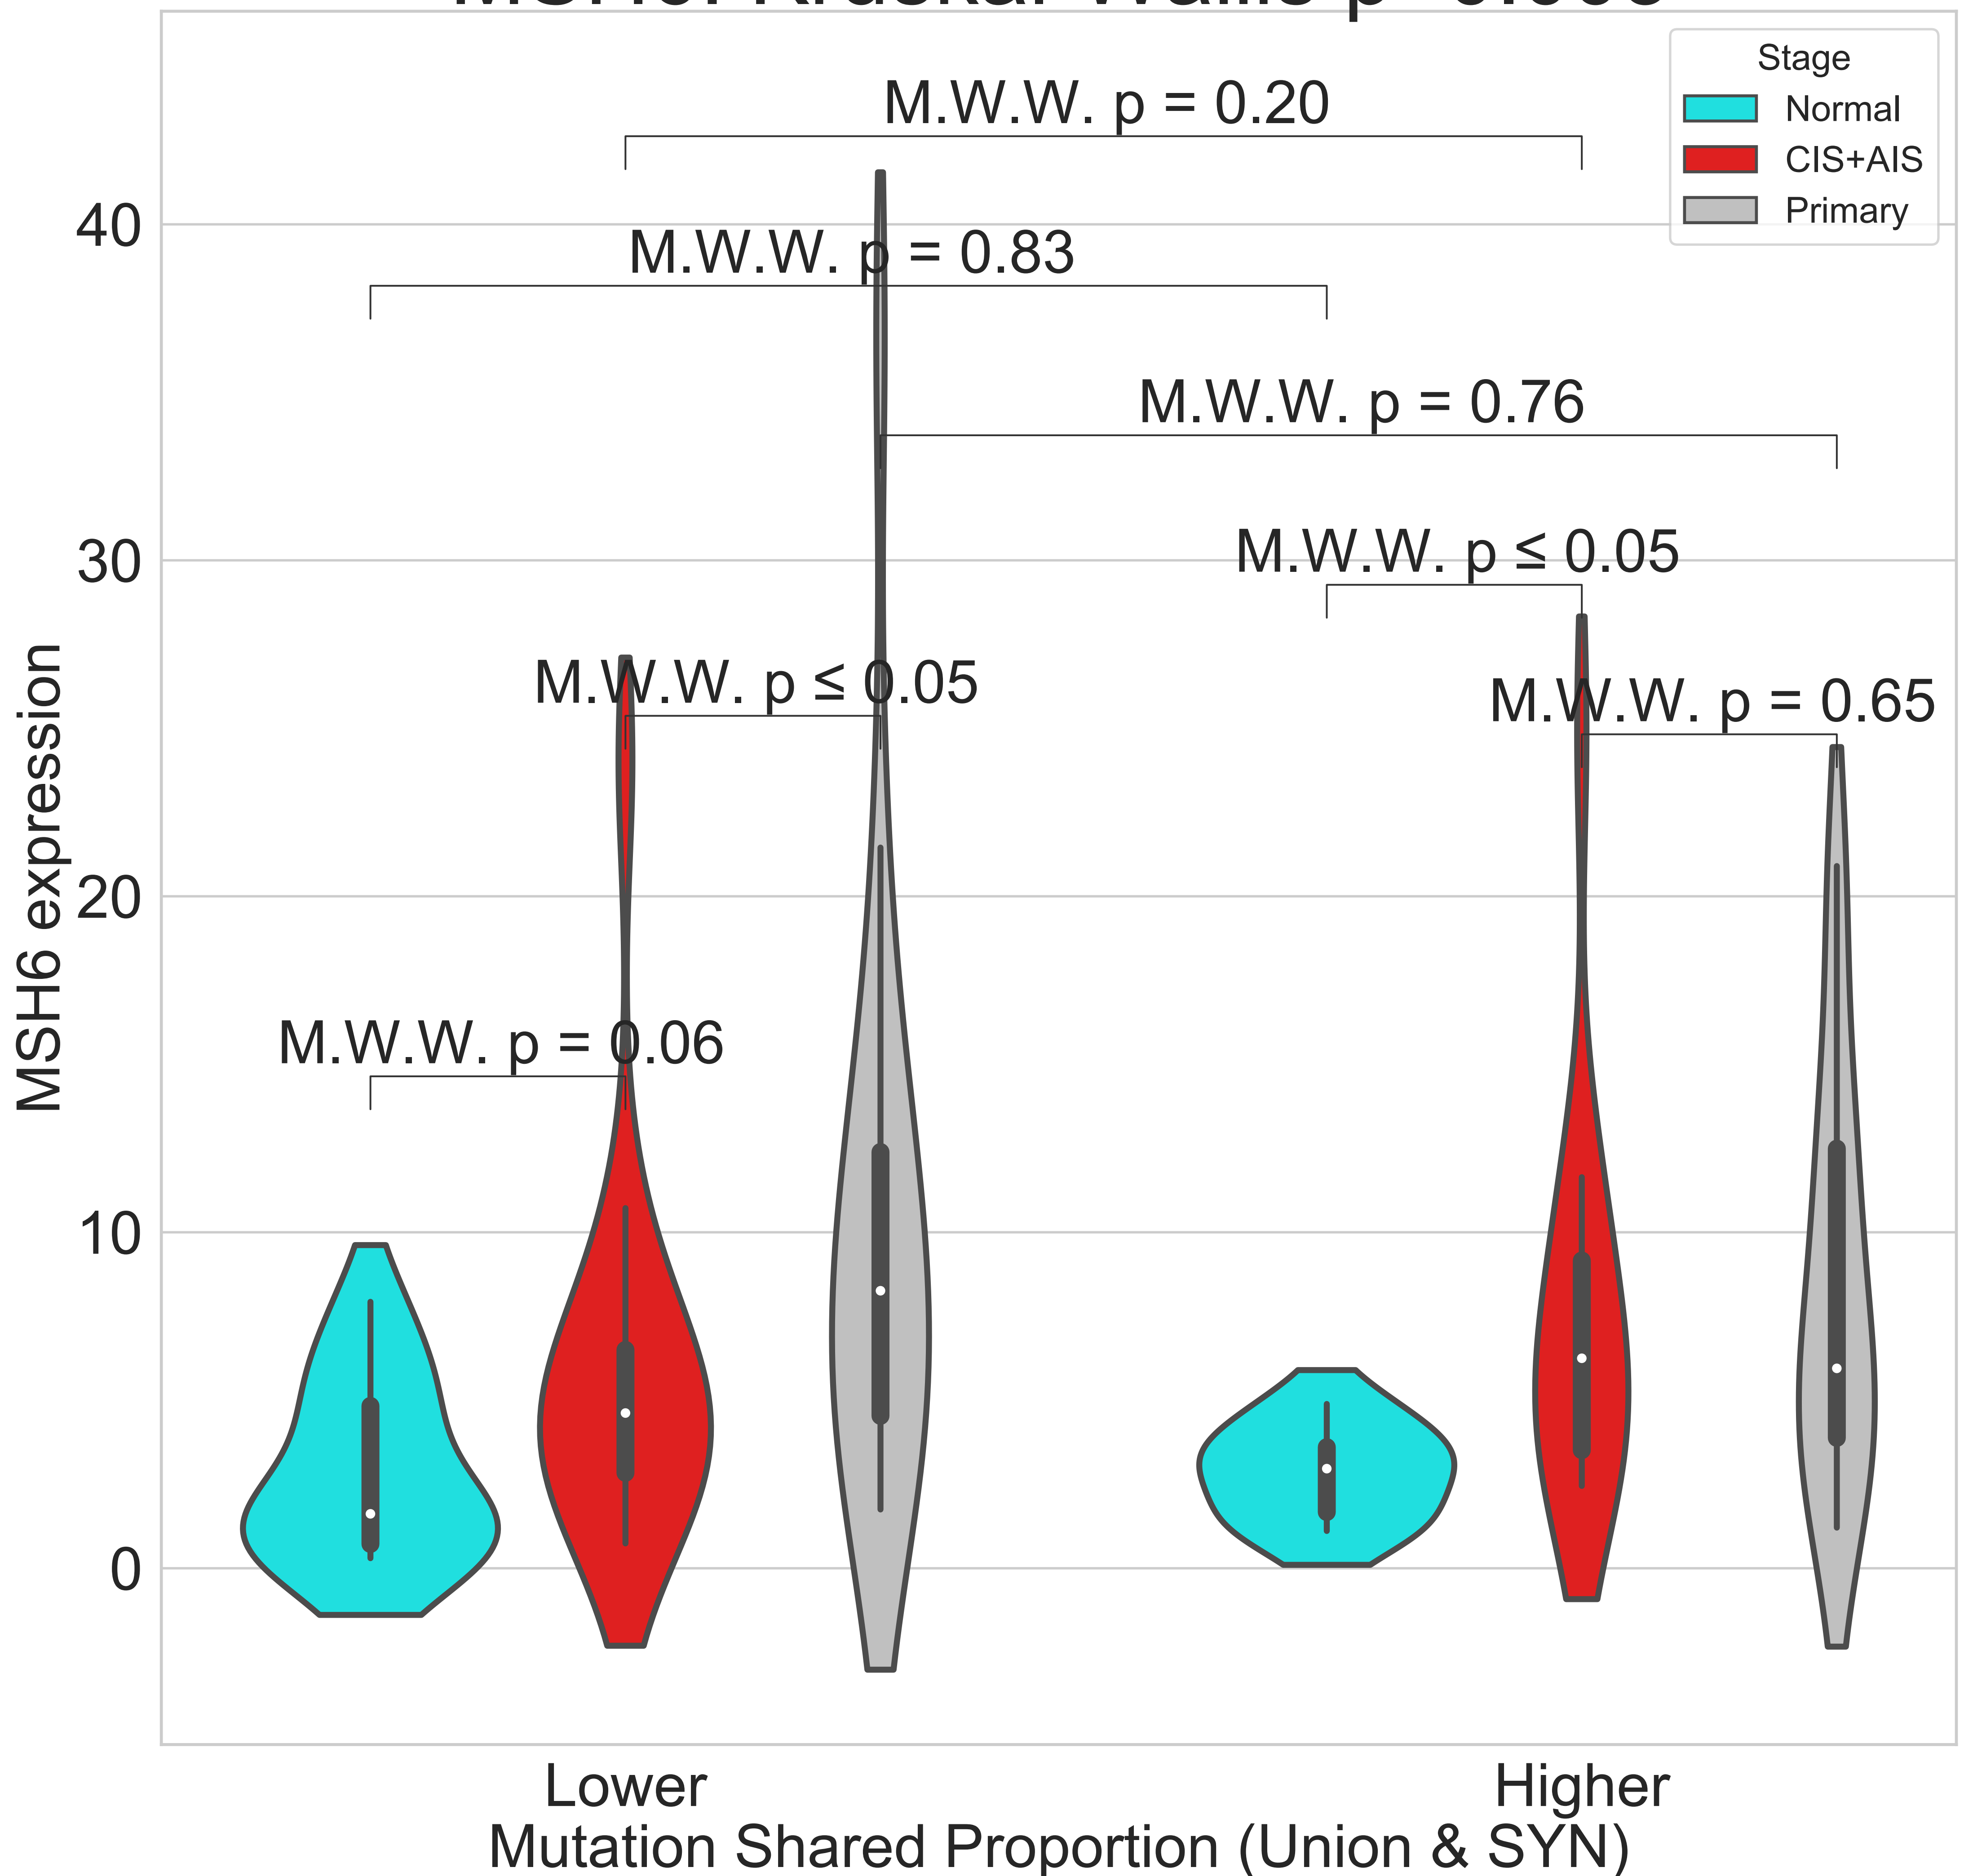 Stage
Normal
CIS+AIS
Primary
M.W.W. p = 0.20
M.W.W. p = 0.83
M.W.W. p = 0.76
M.W.W. p ≤ 0.05
M.W.W. p ≤ 0.05
M.W.W. p = 0.65
M.W.W. p = 0.06
40
30
20
10
0
MSH6 expression
Lower
Higher
Mutation Shared Proportion (Union & SYN)